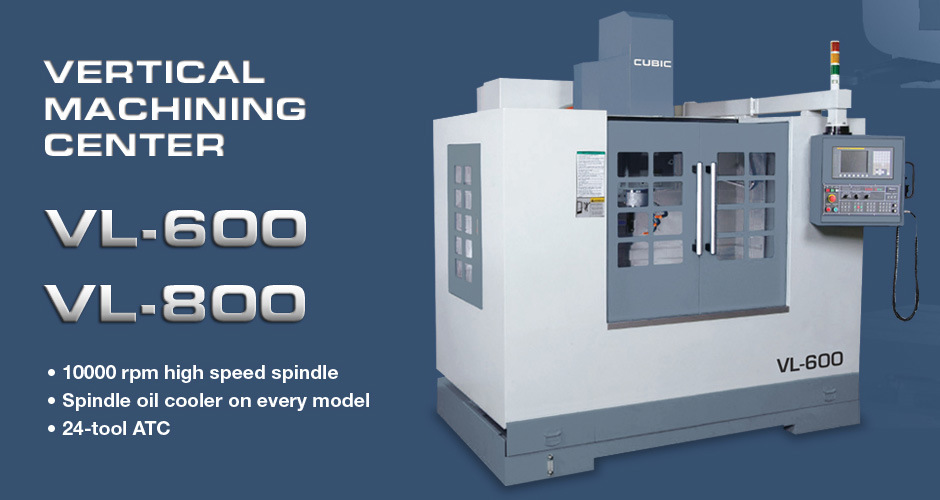 VERTICAL
MACHINING
CENTER
VL-600
VL-800
• 10000 rpm high speed spindle
• Spindle oil cooler on every model
• 24-tool ATC
CUBIC
VL-600